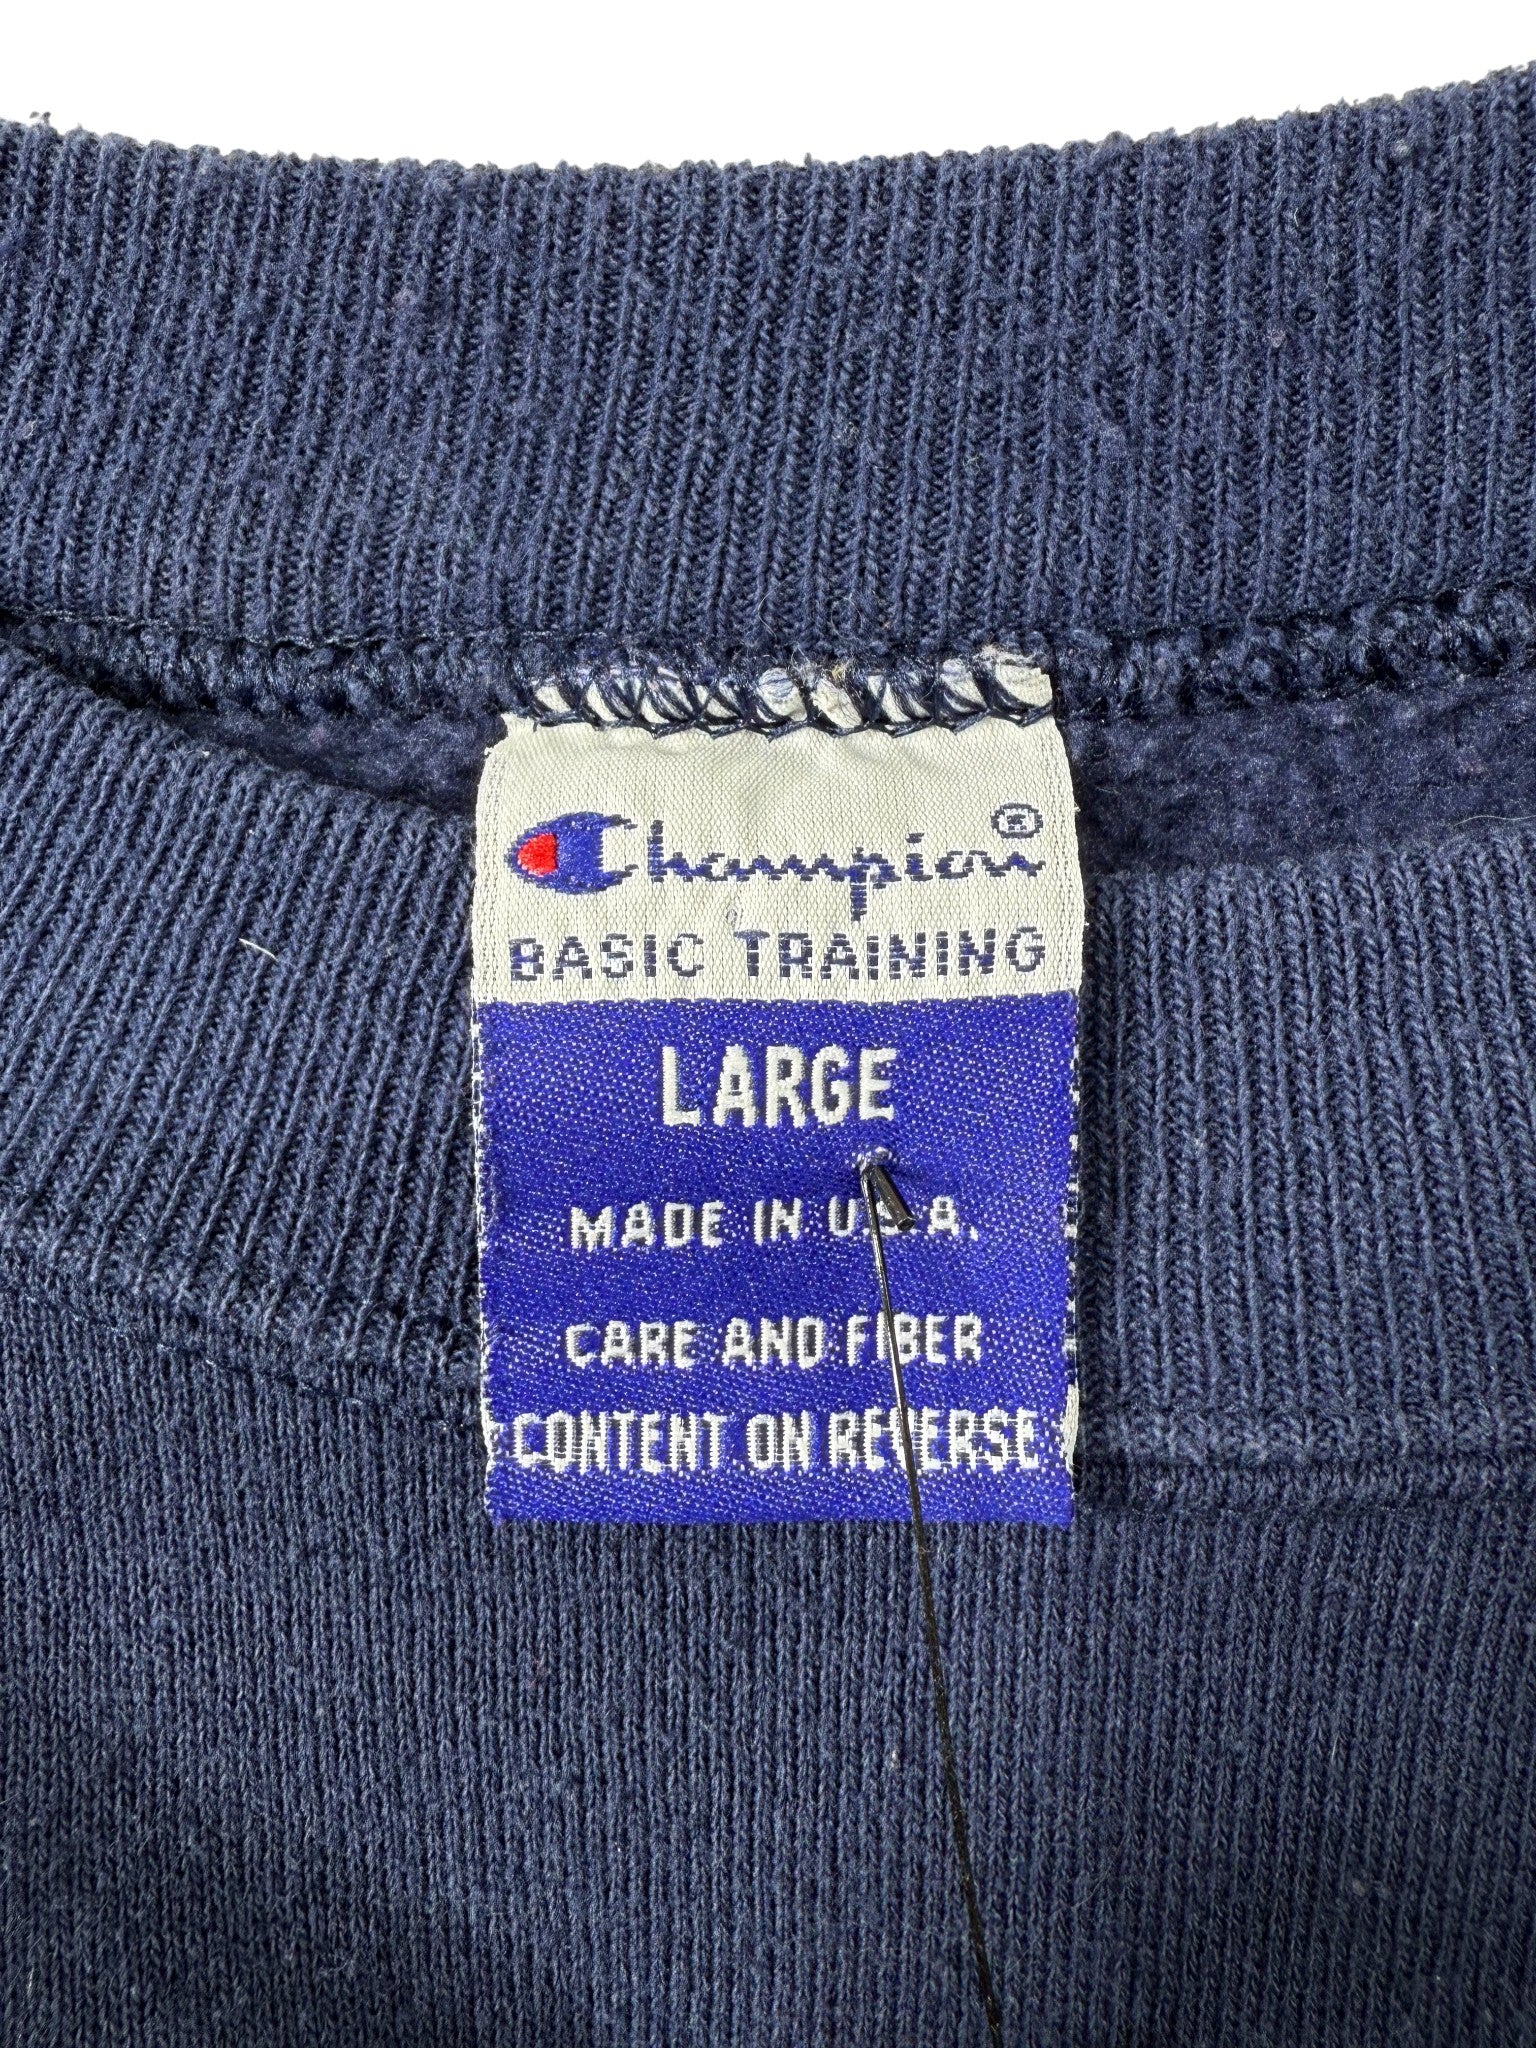 Champion®
BASIC TRAINING
LARGE
MADE IN U.S.A.
CARE AND FIBER
CONTENT ON REVERSE